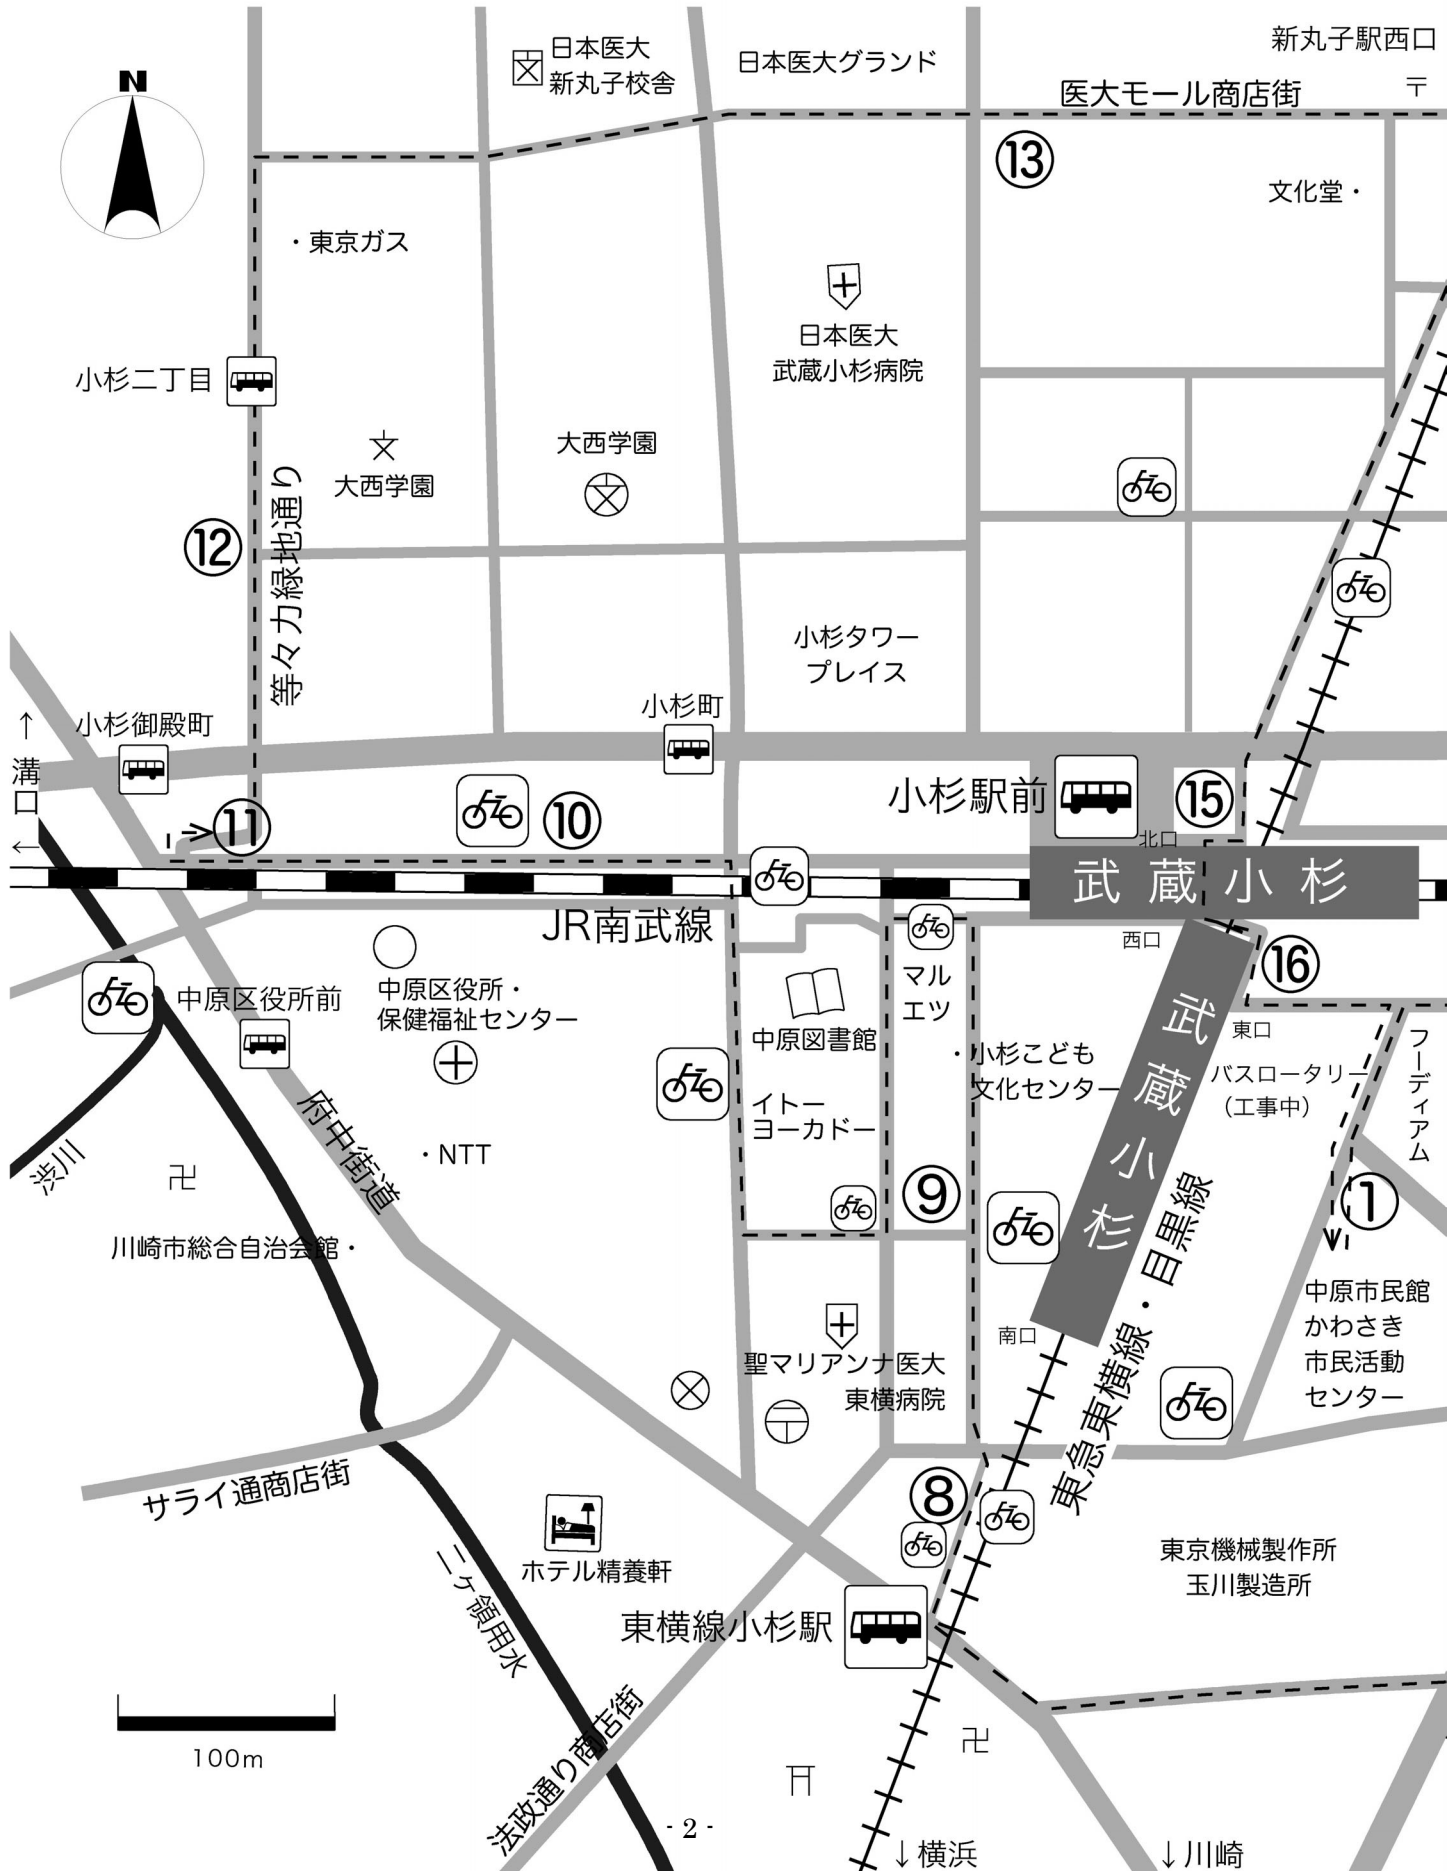 日本医大
新丸子校舎
日本医大グランド
新丸子駅西口
医大モール商店街
〒
N
⑬
文化堂・
・東京ガス
日本医大
武蔵小杉病院
小杉二丁目
大西学園
大西学園
等々力緑地通り
⑫
小杉タワー
プレイス
小杉町
小杉御殿町
↑
溝
口
←
⑪
⑩
小杉駅前
⑮
北口
武蔵小杉
JR南武線
西口
⑯
マル
エツ
中原区役所前
中原区役所・
保健福祉センター
中原図書館
・小杉こども
文化センター
武蔵小杉
東口
バスロータリー
（工事中）
フーディアム
イトー
ヨーカドー
府中街道
・NTT
渋川
卍
⑨
①
川崎市総合自治会館・
中原市民館
かわさき
市民活動
センター
南口
東急東横線・目黒線
聖マリアンナ医大
東横病院
サライ通商店街
⑧
ホテル精養軒
二ヶ領用水
東京機械製作所
玉川製造所
東横線小杉駅
法政通り商店街
卍
100m
- 2 -
↓横浜
↓川崎